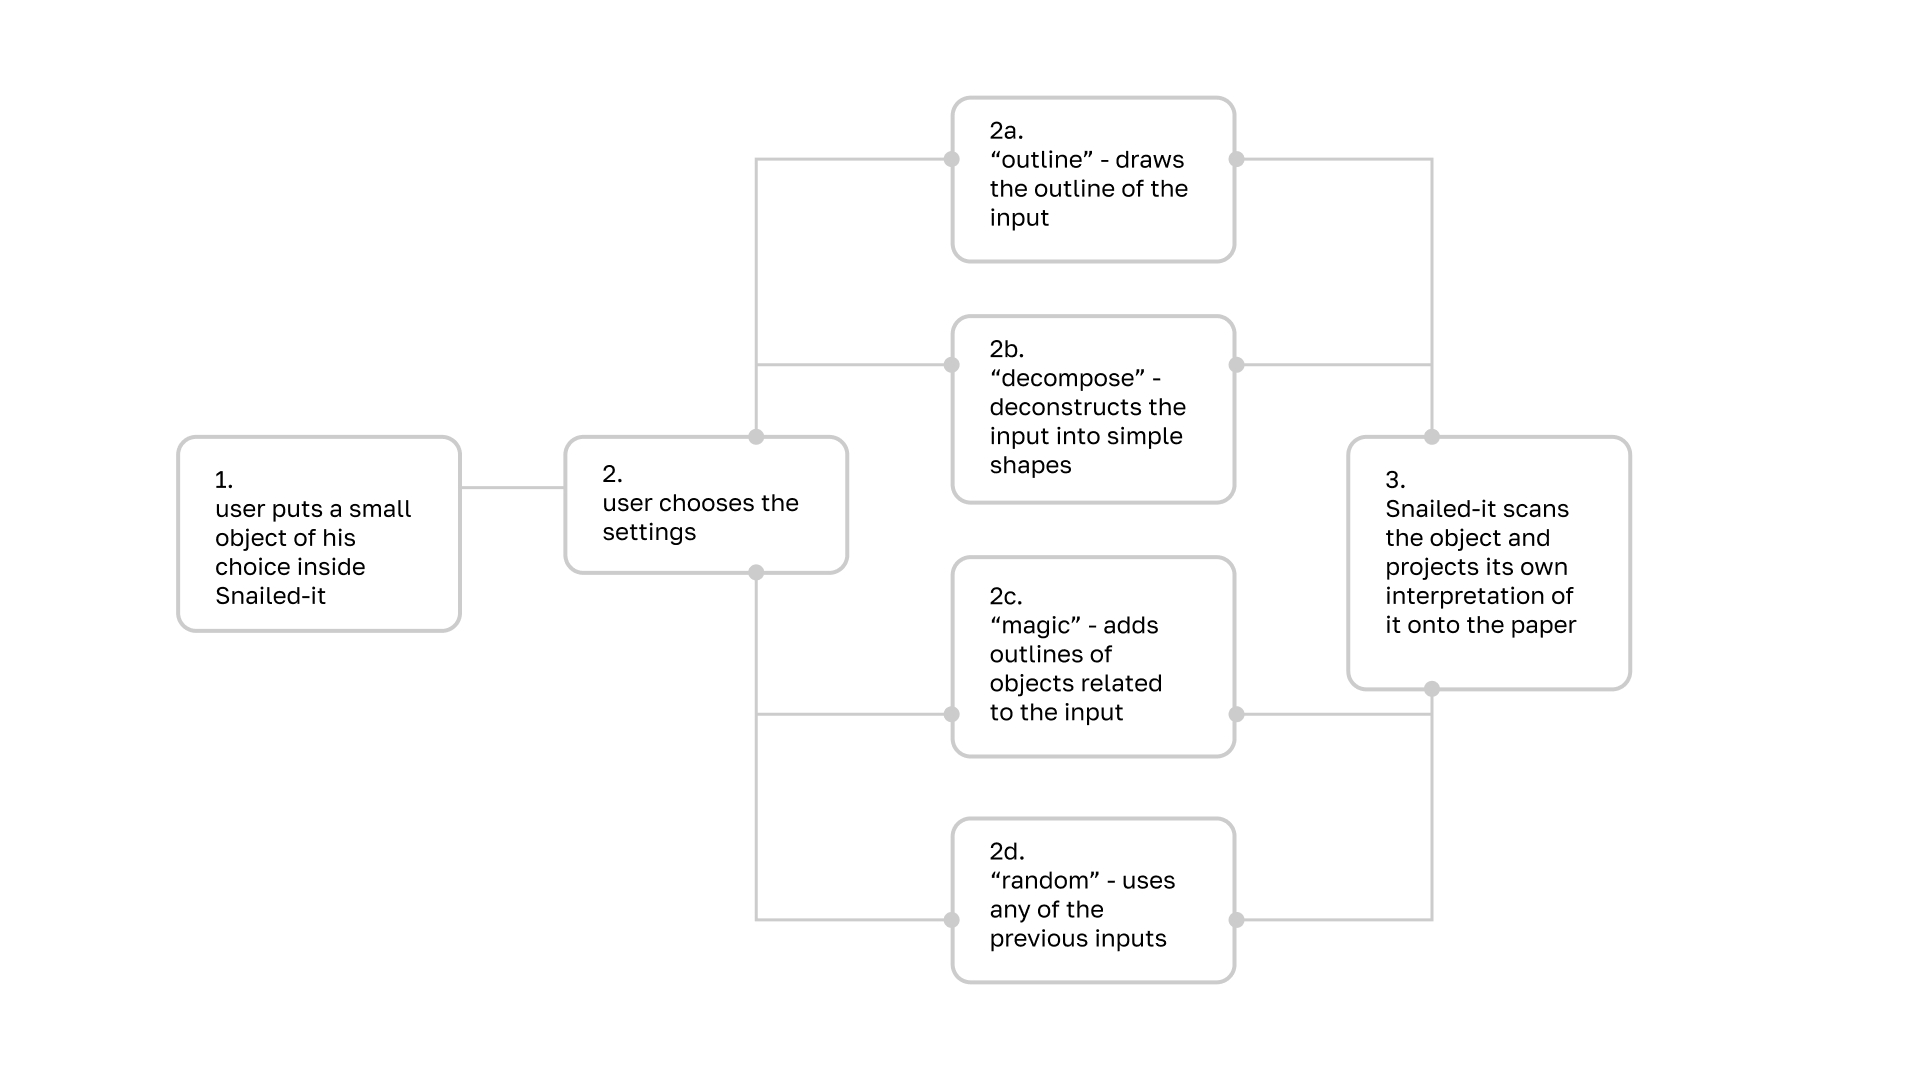 1.
user puts a small
object of his
choice inside
Snailed-it
2.
user chooses the
settings
2a.
“outline” - draws
the outline of the
input
2b.
“decompose” -
deconstructs the
input into simple
shapes
2c.
“magic” - adds
outlines of
objects related
to the input
2d.
“random” - uses
any of the
previous inputs
3.
Snailed-it scans
the object and
projects its own
interpretation of
it onto the paper